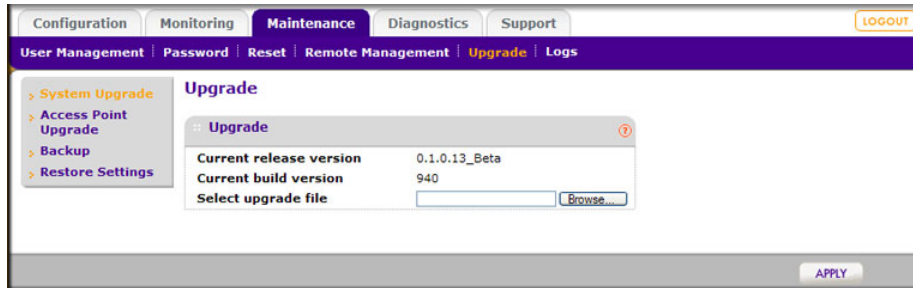 Configuration Monitoring Maintenance Diagnostics Support LOGOUT
User Management Password Reset Remote Management Upgrade Logs
System Upgrade
Access Point
Upgrade
Backup
Restore Settings
Upgrade
Upgrade ?
Current release version 0.1.0.13_Beta
Current build version 940
Select upgrade file Browse...
APPLY